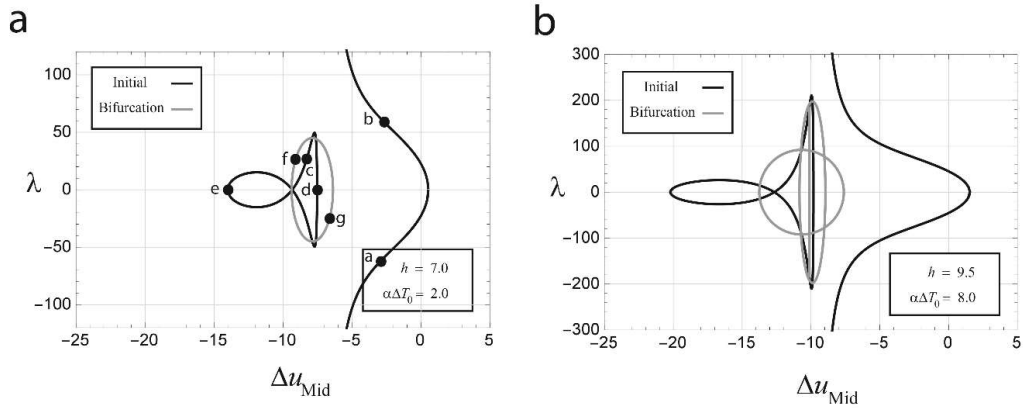 a
100
50
0
−50
−100
λ
Initial
Bifurcation
b
f
c
e
d
g
a
h = 7.0
αΔT₀ = 2.0
−25 −20 −15 −10 −5 0 5
Δu_Mid
b
300
200
100
0
−100
−200
−300
λ
Initial
Bifurcation
h = 9.5
αΔT₀ = 8.0
−25 −20 −15 −10 −5 0 5
Δu_Mid